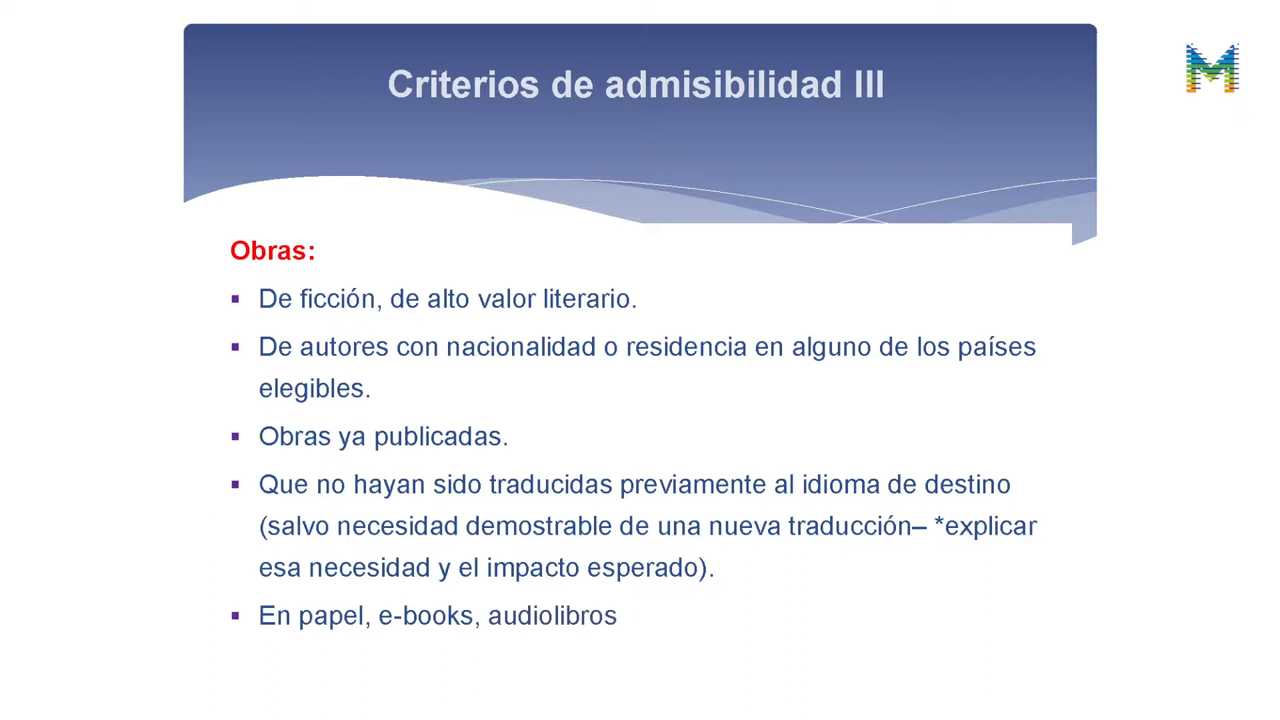 Criterios de admisibilidad III
Obras:
▪ De ficción, de alto valor literario.
▪ De autores con nacionalidad o residencia en alguno de los países
elegibles.
▪ Obras ya publicadas.
▪ Que no hayan sido traducidas previamente al idioma de destino
(salvo necesidad demostrable de una nueva traducción– *explicar
esa necesidad y el impacto esperado).
▪ En papel, e-books, audiolibros